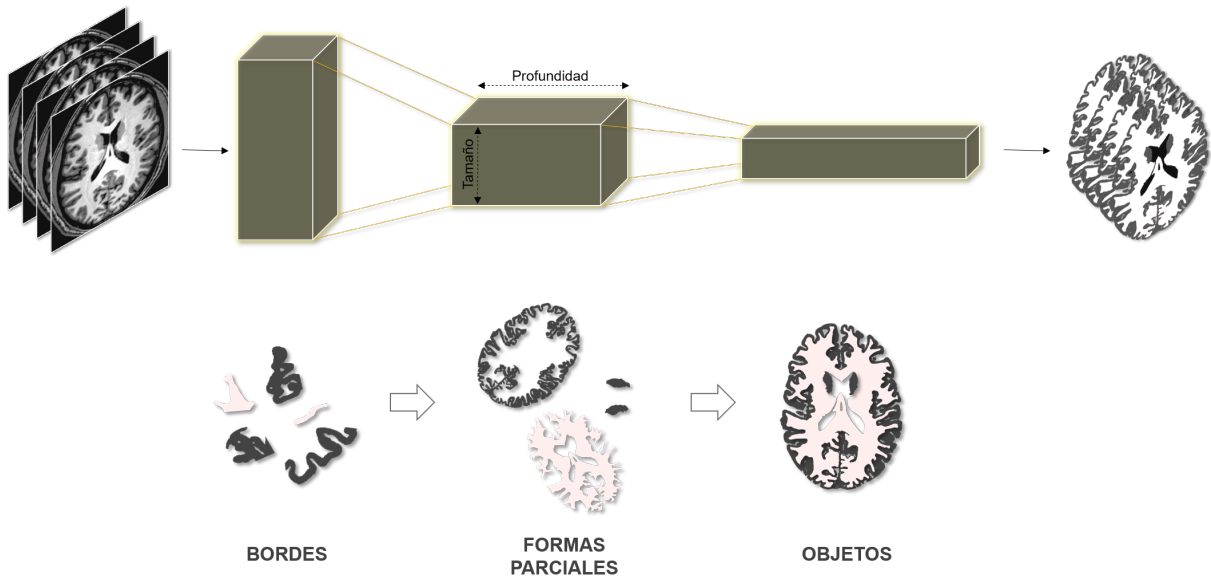 Profundidad
Tamaño
BORDES
FORMAS
PARCIALES
OBJETOS